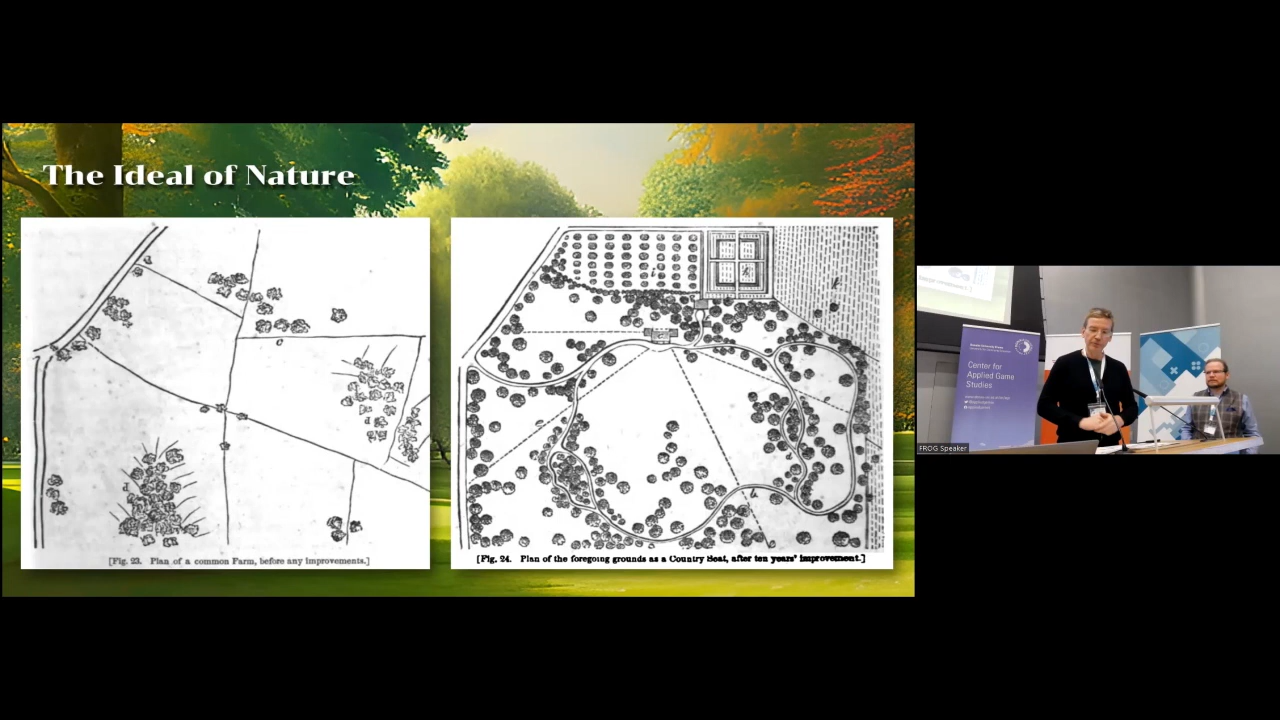 The Ideal of Nature
[Fig. 23. Plan of a common Farm, before any improvements.]
[Fig. 24. Plan of the foregoing grounds as a Country Seat, after ten years' improvement.]
Center for
Applied Game
Studies
FROG Speaker